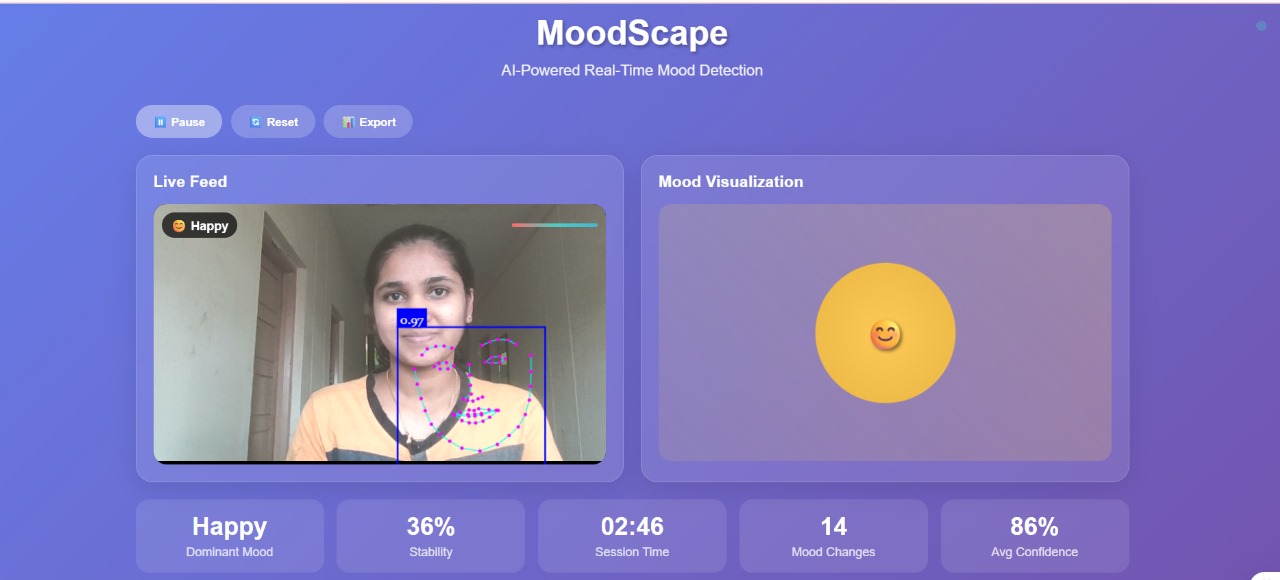 MoodScape
AI-Powered Real-Time Mood Detection
Pause
Reset
Export
Live Feed
Happy
0.97
Mood Visualization
Happy
Dominant Mood
36%
Stability
02:46
Session Time
14
Mood Changes
86%
Avg Confidence